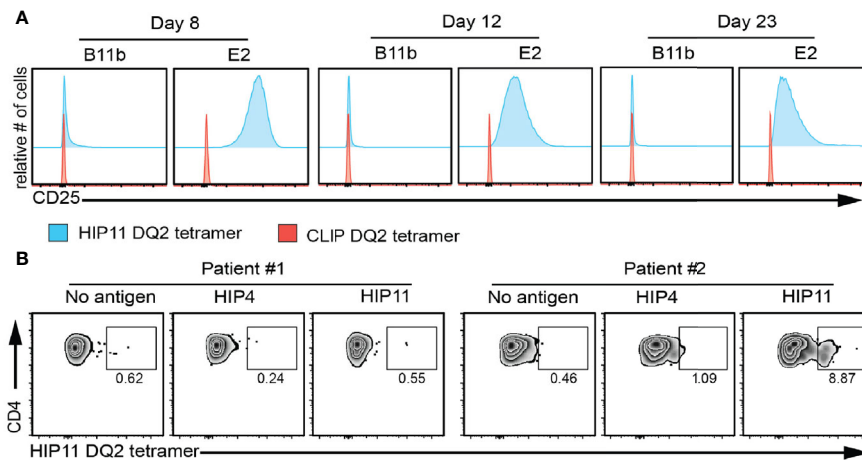 A
Day 8 Day 12 Day 23
B11b E2 B11b E2 B11b E2
relative # of cells
CD25
HIP11 DQ2 tetramer CLIP DQ2 tetramer
B
Patient #1 Patient #2
No antigen HIP4 HIP11 No antigen HIP4 HIP11
0.62 0.24 0.55 0.46 1.09 8.87
CD4
HIP11 DQ2 tetramer